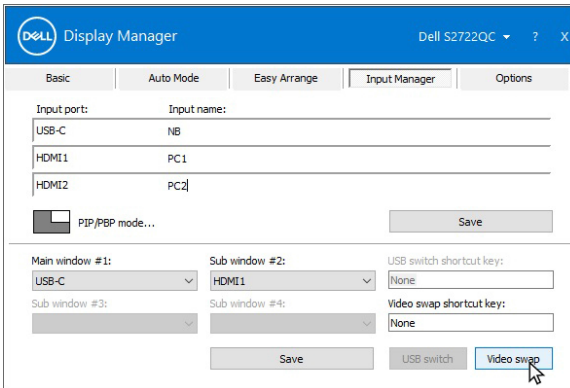 DELL Display Manager Dell S2722QC ? X
Basic Auto Mode Easy Arrange Input Manager Options
Input port: Input name:
USB-C NB
HDMI1 PC1
HDMI2 PC2
PIP/PBP mode... Save
Main window #1: Sub window #2: USB switch shortcut key:
USB-C HDMI1 None
Sub window #3: Sub window #4: Video swap shortcut key:
None
Save USB switch Video swap